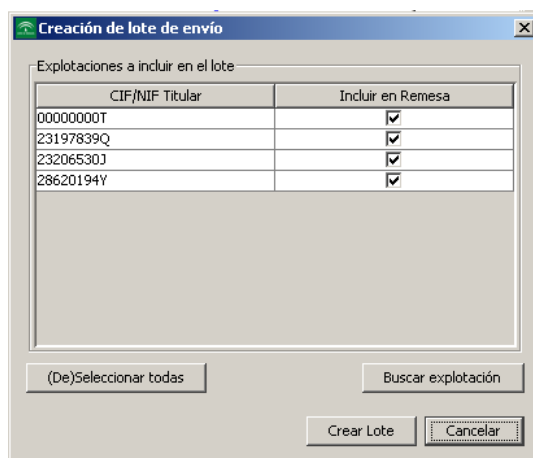 Creación de lote de envío
Explotaciones a incluir en el lote
CIF/NIF Titular Incluir en Remesa
00000000T
23197839Q
23206530J
28620194Y
(De)Seleccionar todas Buscar explotación
Crear Lote Cancelar